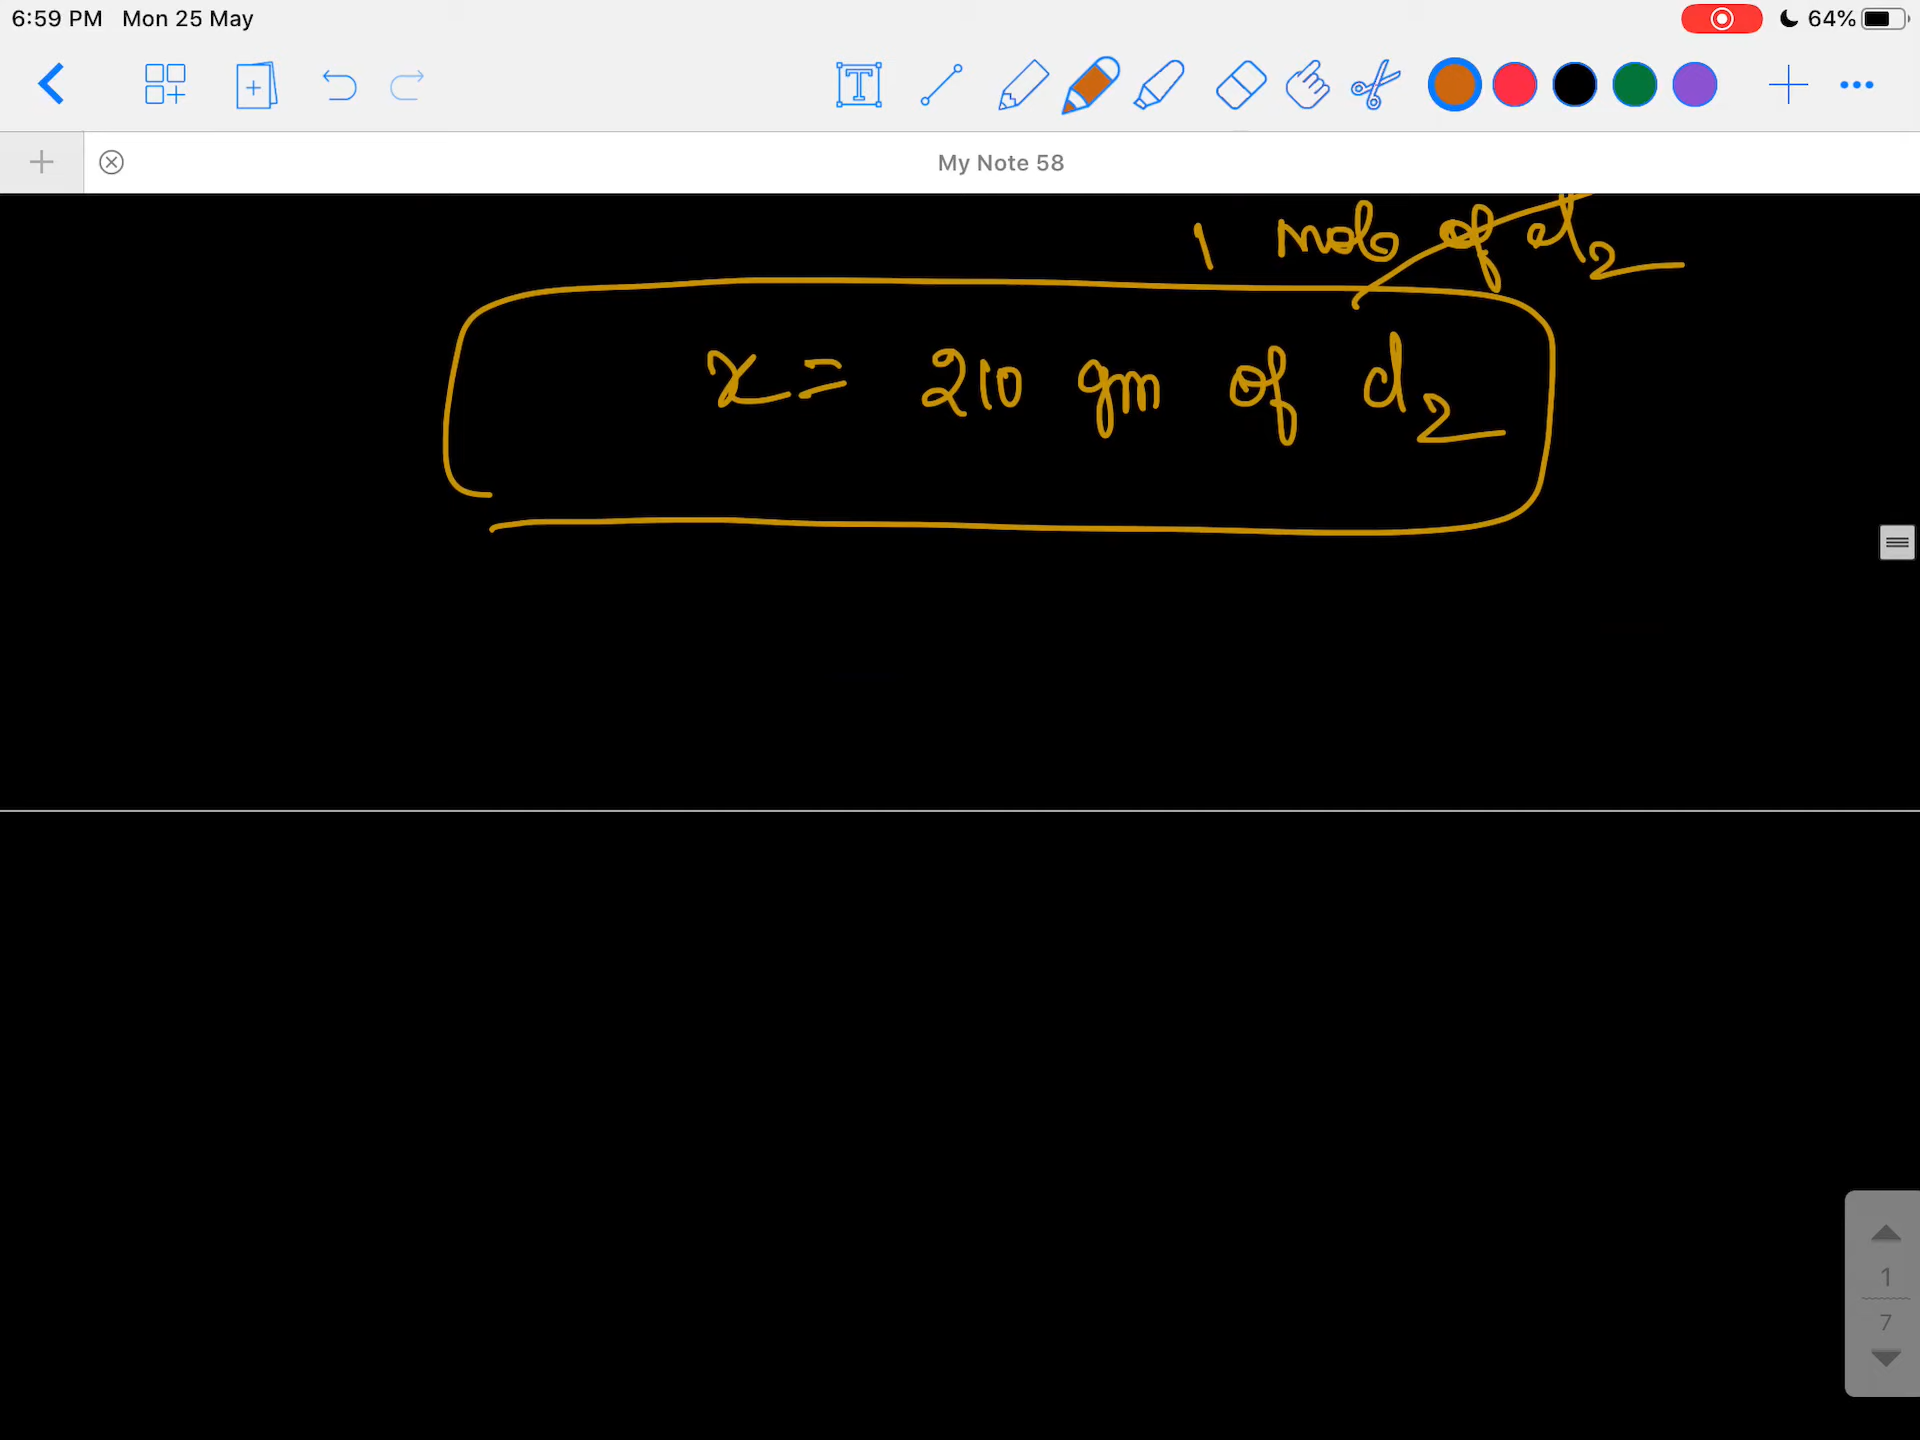 6:59 PM Mon 25 May
64%
My Note 58
1 mole of cl2
x = 210 gm of cl2
1
7